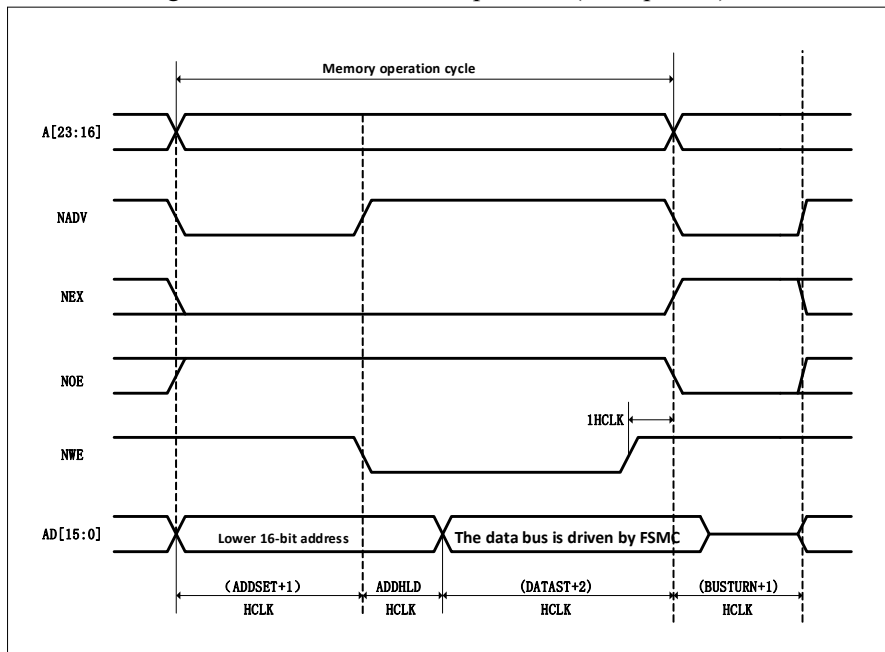 Memory operation cycle
A[23:16]
NADV
NEX
NOE
1HCLK
NWE
AD[15:0]
Lower 16-bit address
The data bus is driven by FSMC
(ADDSET+1)
HCLK
ADDHLD
HCLK
(DATAST+2)
HCLK
(BUSTURN+1)
HCLK